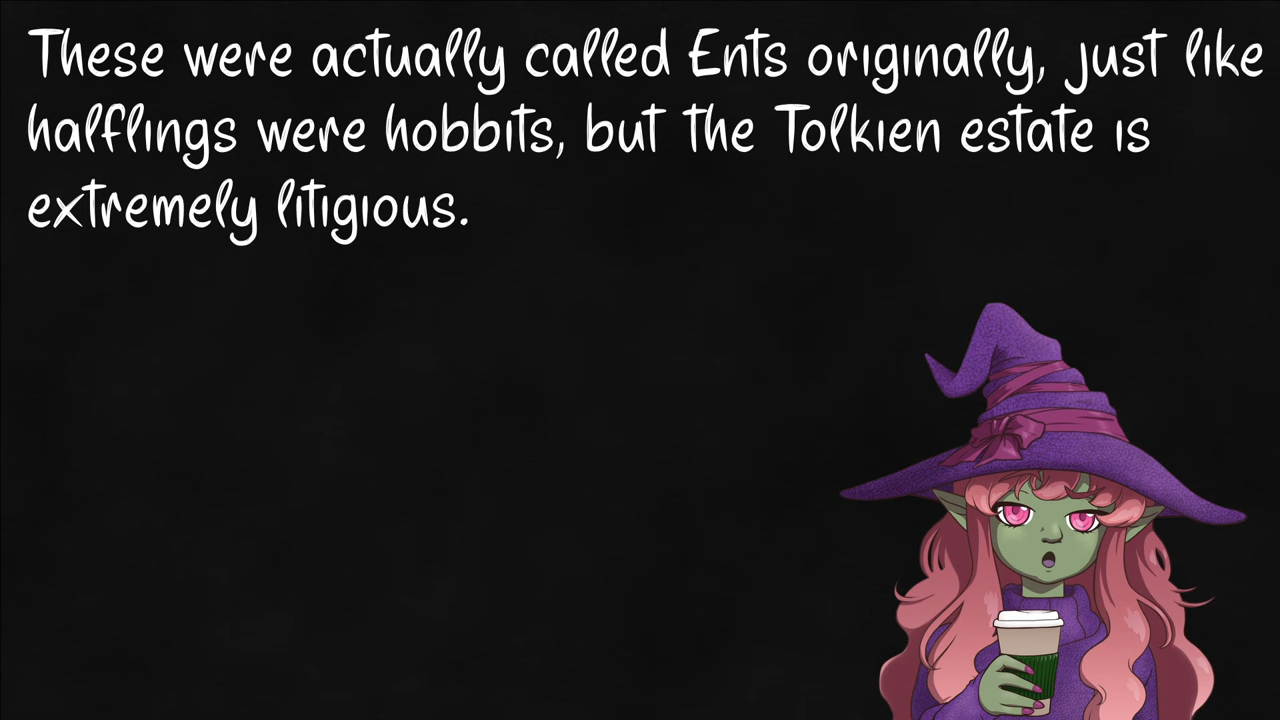 These were actually called Ents originally, just like
halflings were hobbits, but the Tolkien estate is
extremely litigious.